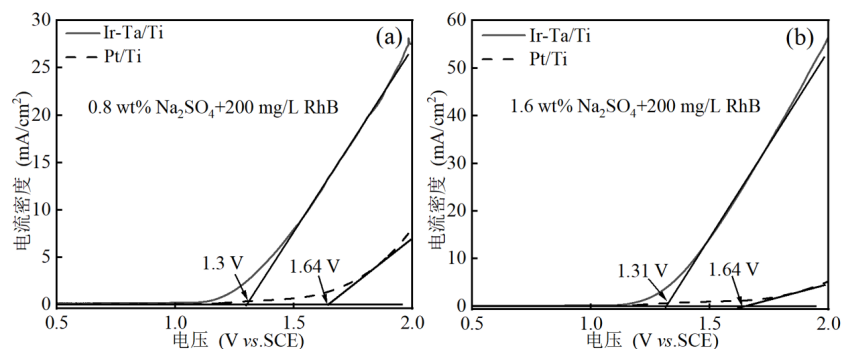 (a)
Ir-Ta/Ti
Pt/Ti
0.8 wt% Na₂SO₄+200 mg/L RhB
1.3 V
1.64 V
电流密度 (mA/cm²)
30
25
20
15
10
5
0
0.5 1.0 1.5 2.0
电压 (V vs.SCE)
(b)
Ir-Ta/Ti
Pt/Ti
1.6 wt% Na₂SO₄+200 mg/L RhB
1.31 V
1.64 V
电流密度 (mA/cm²)
60
50
40
30
20
10
0
0.5 1.0 1.5 2.0
电压 (V vs.SCE)